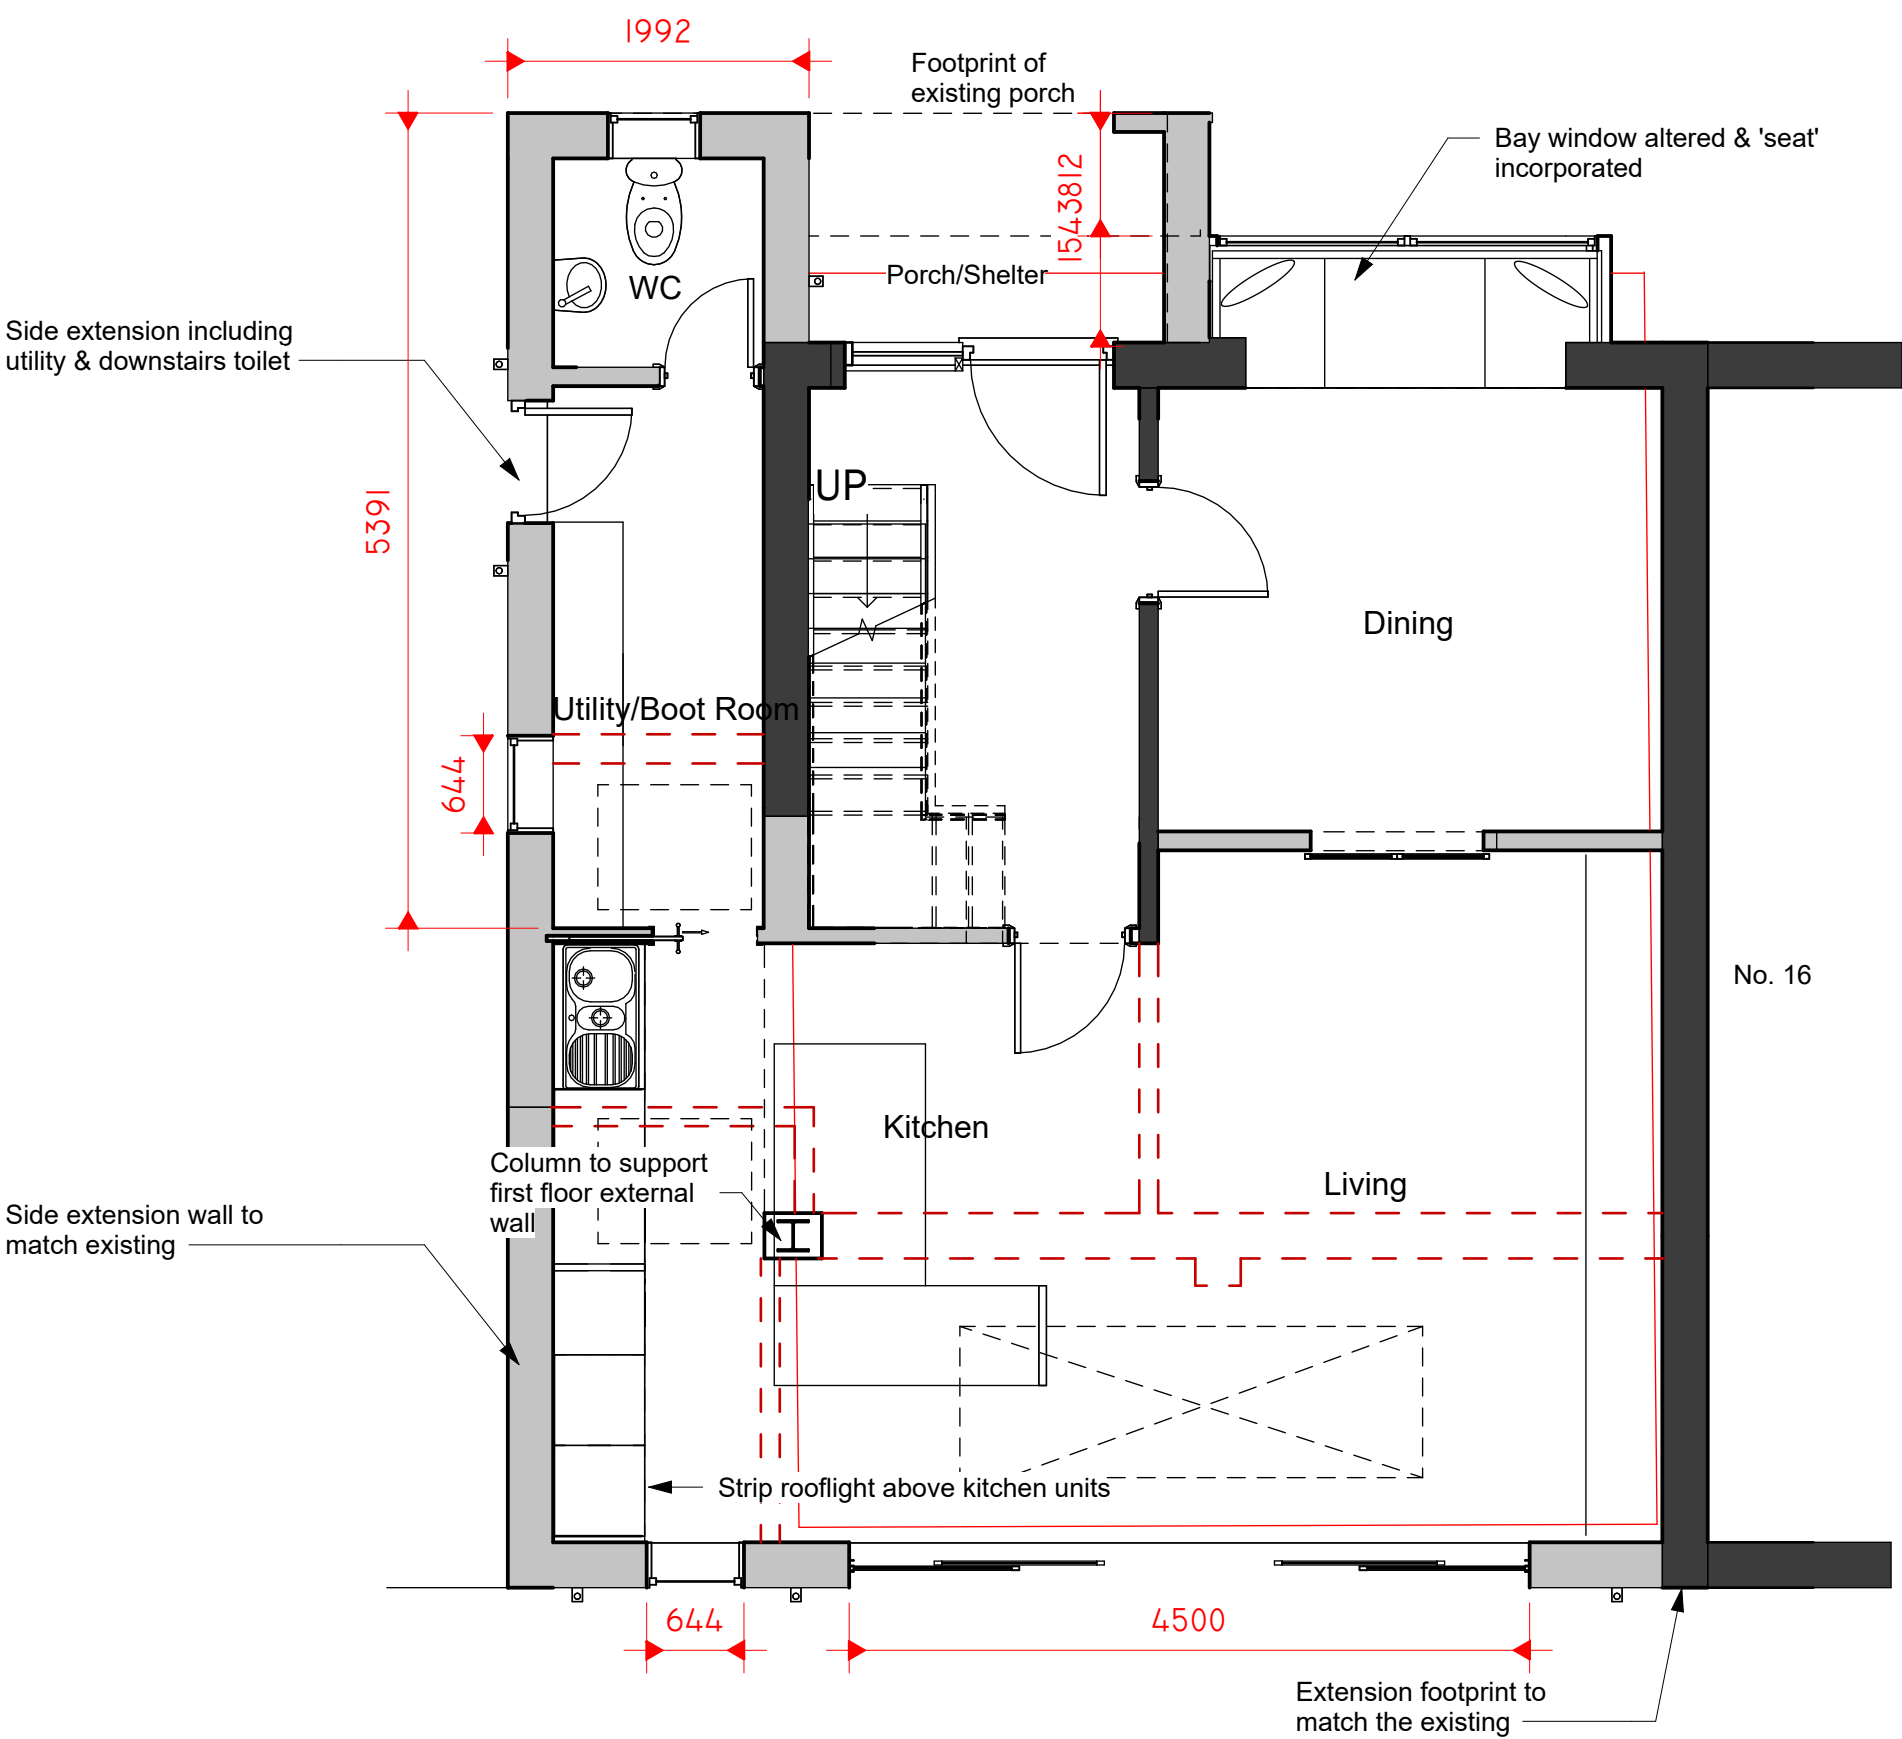 1992
Footprint of
existing porch
Bay window altered & 'seat'
incorporated
1543812
Porch/Shelter
WC
Side extension including
utility & downstairs toilet
UP
5391
Dining
Utility/Boot Room
644
No. 16
Kitchen
Column to support
first floor external
wall
Living
Side extension wall to
match existing
Strip rooflight above kitchen units
644
4500
Extension footprint to
match the existing